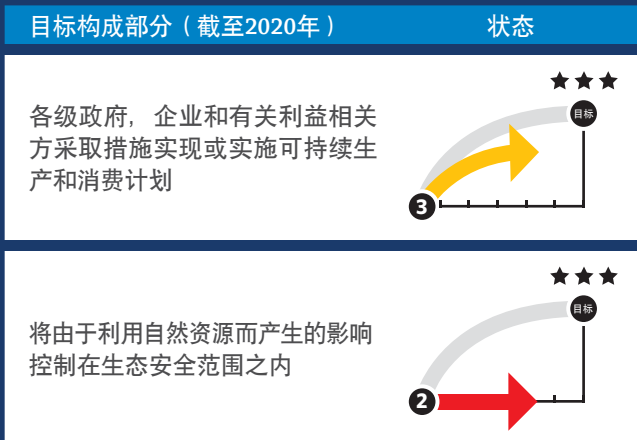 目标构成部分（截至2020年）
状态
各级政府，企业和有关利益相关
方采取措施实现或实施可持续生
产和消费计划
★★★
目标
3
将由于利用自然资源而产生的影响
控制在生态安全范围之内
★★★
目标
2